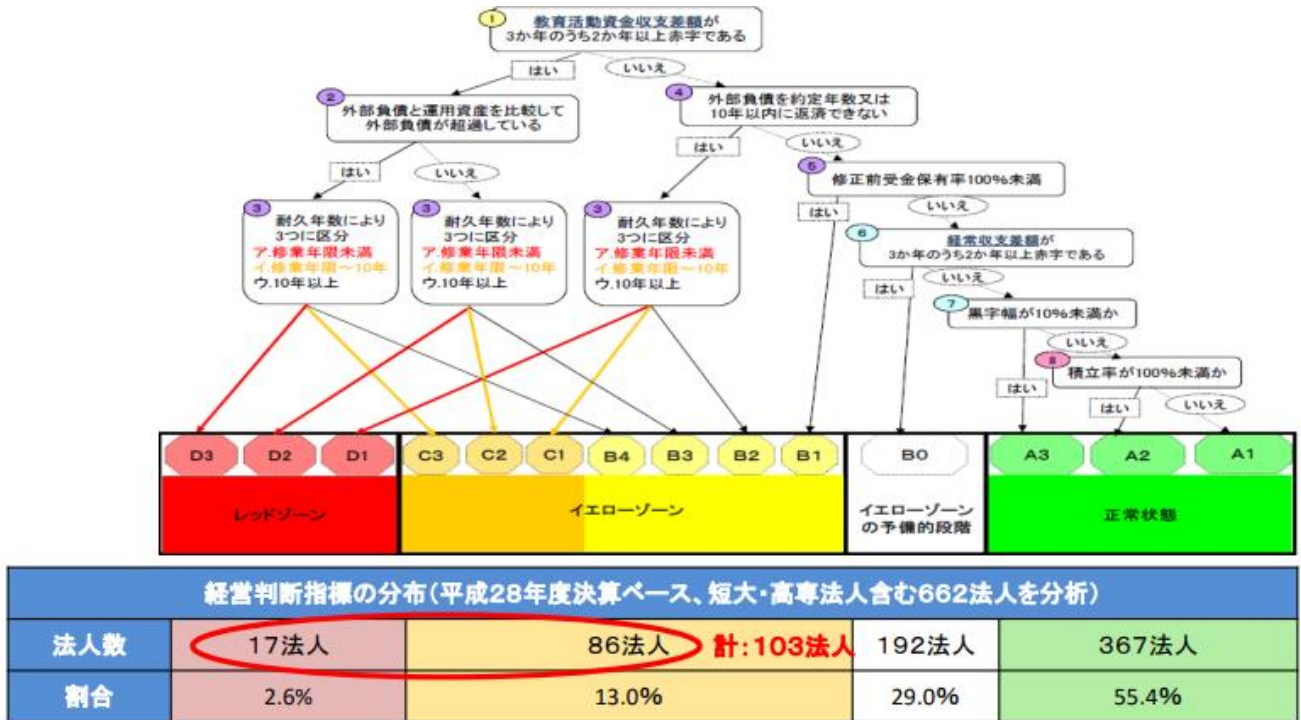 1
教育活動資金収支差額が
3か年のうち2か年以上赤字である
はい
いいえ
2
外部負債と運用資産を比較して
外部負債が超過している
4
外部負債を約定年数又は
10年以内に返済できない
はい
いいえ
はい
いいえ
5
修正前受金保有率100%未満
3
耐久年数により
3つに区分
ア.修業年限未満
イ.修業年限～10年
ウ.10年以上
3
耐久年数により
3つに区分
ア.修業年限未満
イ.修業年限～10年
ウ.10年以上
3
耐久年数により
3つに区分
ア.修業年限未満
イ.修業年限～10年
ウ.10年以上
はい
いいえ
6
経常収支差額が
3か年のうち2か年以上赤字である
はい
いいえ
7
黒字幅が10%未満か
はい
いいえ
8
積立率が100%未満か
はい
いいえ
D3 D2 D1 C3 C2 C1 B4 B3 B2 B1 B0 A3 A2 A1
レッドゾーン
イエローゾーン
イエローゾーン
の予備的段階
正常状態
経営判断指標の分布(平成28年度決算ベース、短大・高専法人含む662法人を分析)
法人数 17法人 86法人 計:103法人 192法人 367法人
割合 2.6% 13.0% 29.0% 55.4%